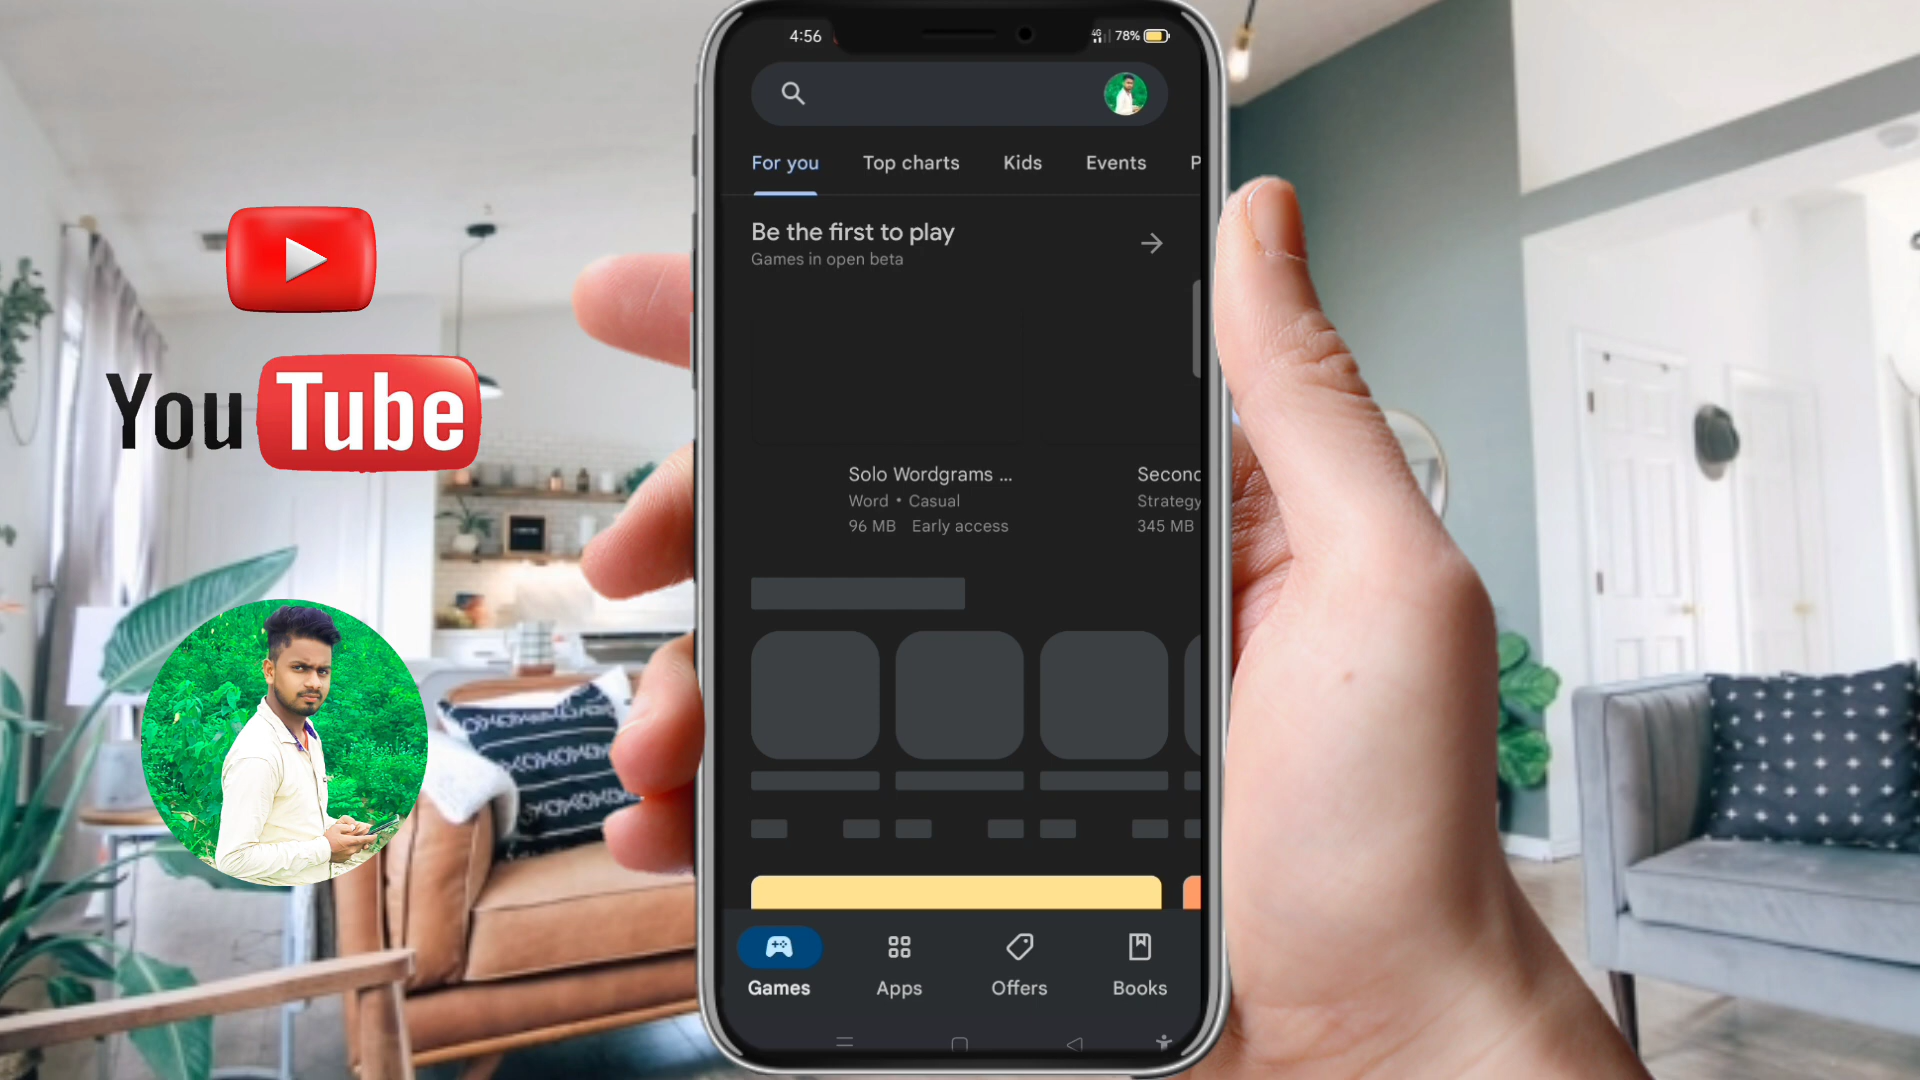 4:56
4G 78%
For you Top charts Kids Events P
Be the first to play
Games in open beta
YouTube
Solo Wordgrams ... Second
Word • Casual Strategy
96 MB Early access 345 MB
Games Apps Offers Books